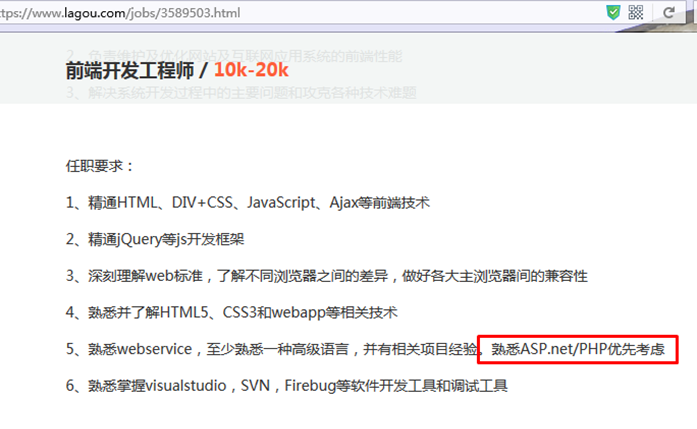 ttps://www.lagou.com/jobs/3589503.html
2、负责维护及优化网站及互联网应用系统的前端性能
前端开发工程师 / 10k-20k
3、解决系统开发过程中的主要问题和攻克各种技术难题
任职要求：
1、精通HTML、DIV+CSS、JavaScript、Ajax等前端技术
2、精通jQuery等js开发框架
3、深刻理解web标准，了解不同浏览器之间的差异，做好各大主浏览器间的兼容性
4、熟悉并了解HTML5、CSS3和webapp等相关技术
5、熟悉webservice，至少熟悉一种高级语言，并有相关项目经验。熟悉ASP.net/PHP优先考虑
6、熟悉掌握visualstudio，SVN，Firebug等软件开发工具和调试工具